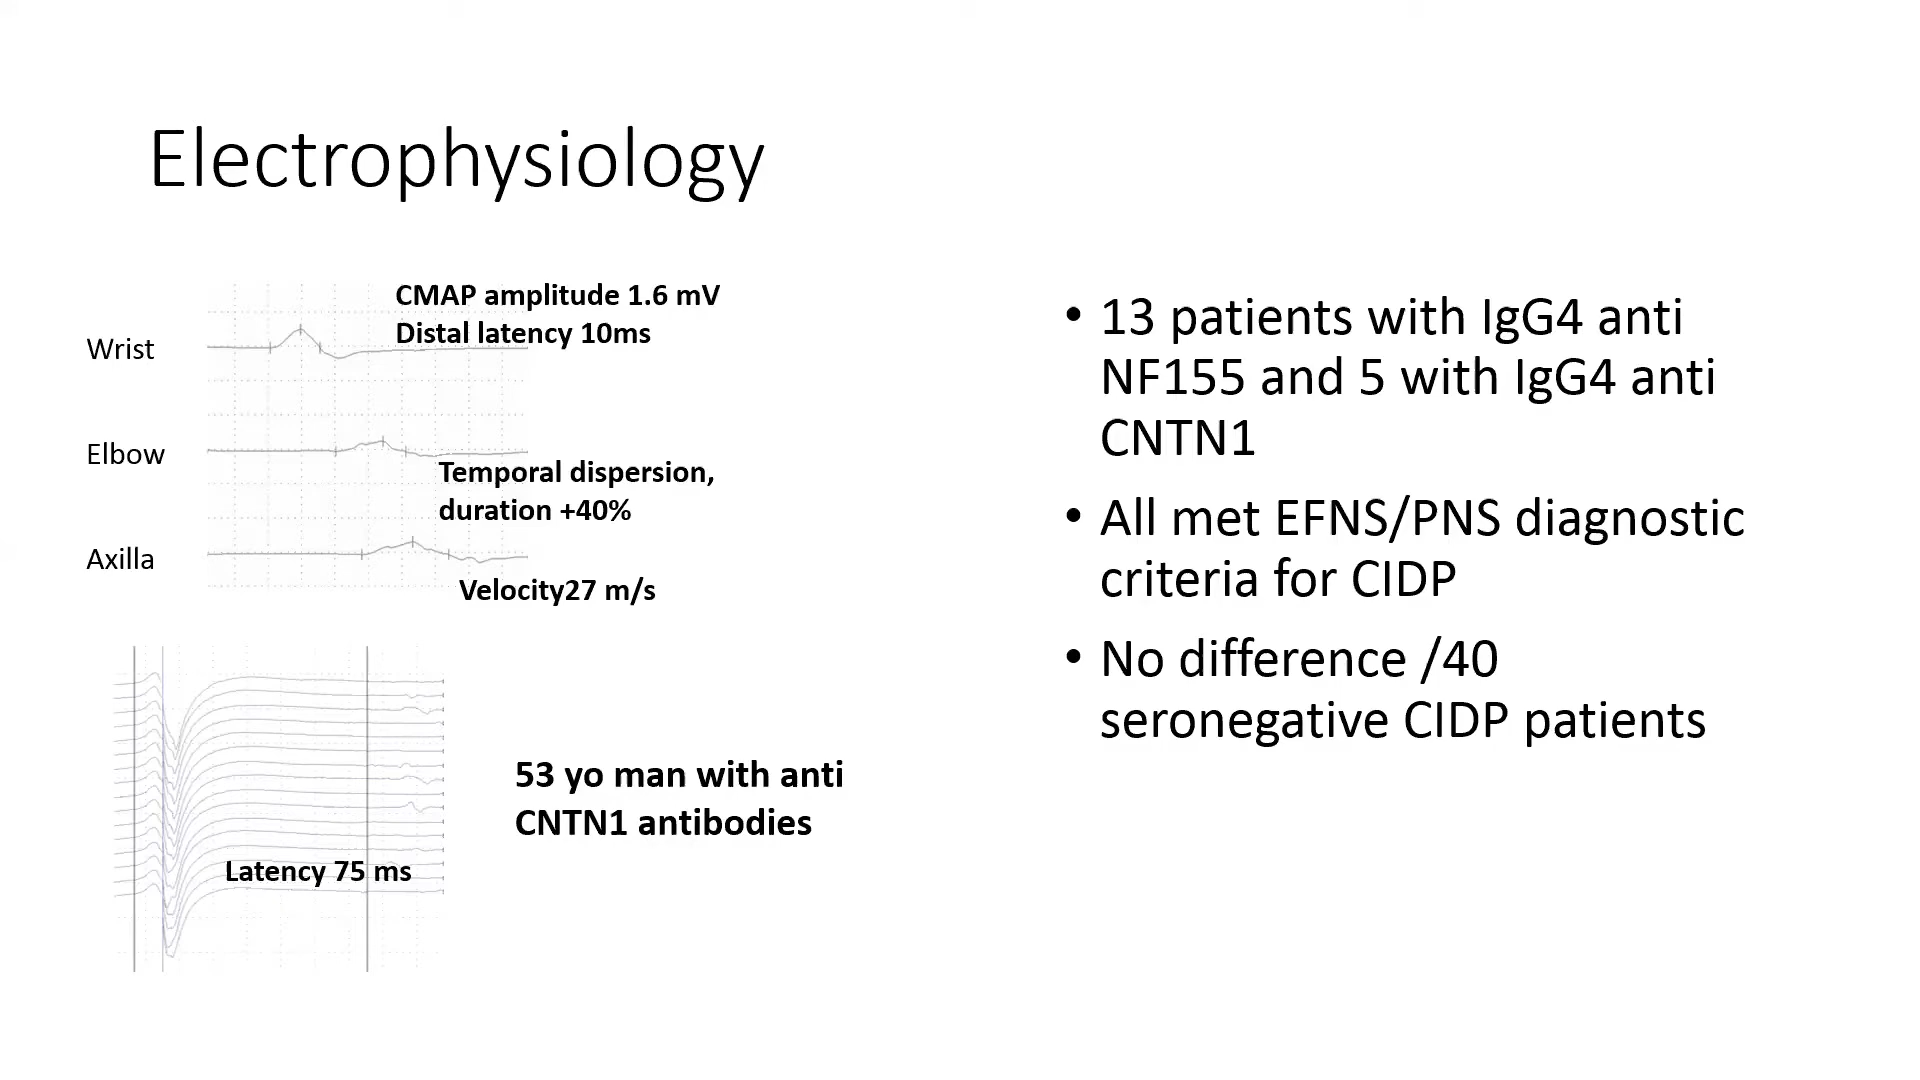 Electrophysiology
CMAP amplitude 1.6 mV
Distal latency 10ms
Wrist
Elbow
Temporal dispersion,
duration +40%
Axilla
Velocity27 m/s
53 yo man with anti
CNTN1 antibodies
Latency 75 ms
• 13 patients with IgG4 anti
NF155 and 5 with IgG4 anti
CNTN1
• All met EFNS/PNS diagnostic
criteria for CIDP
• No difference /40
seronegative CIDP patients